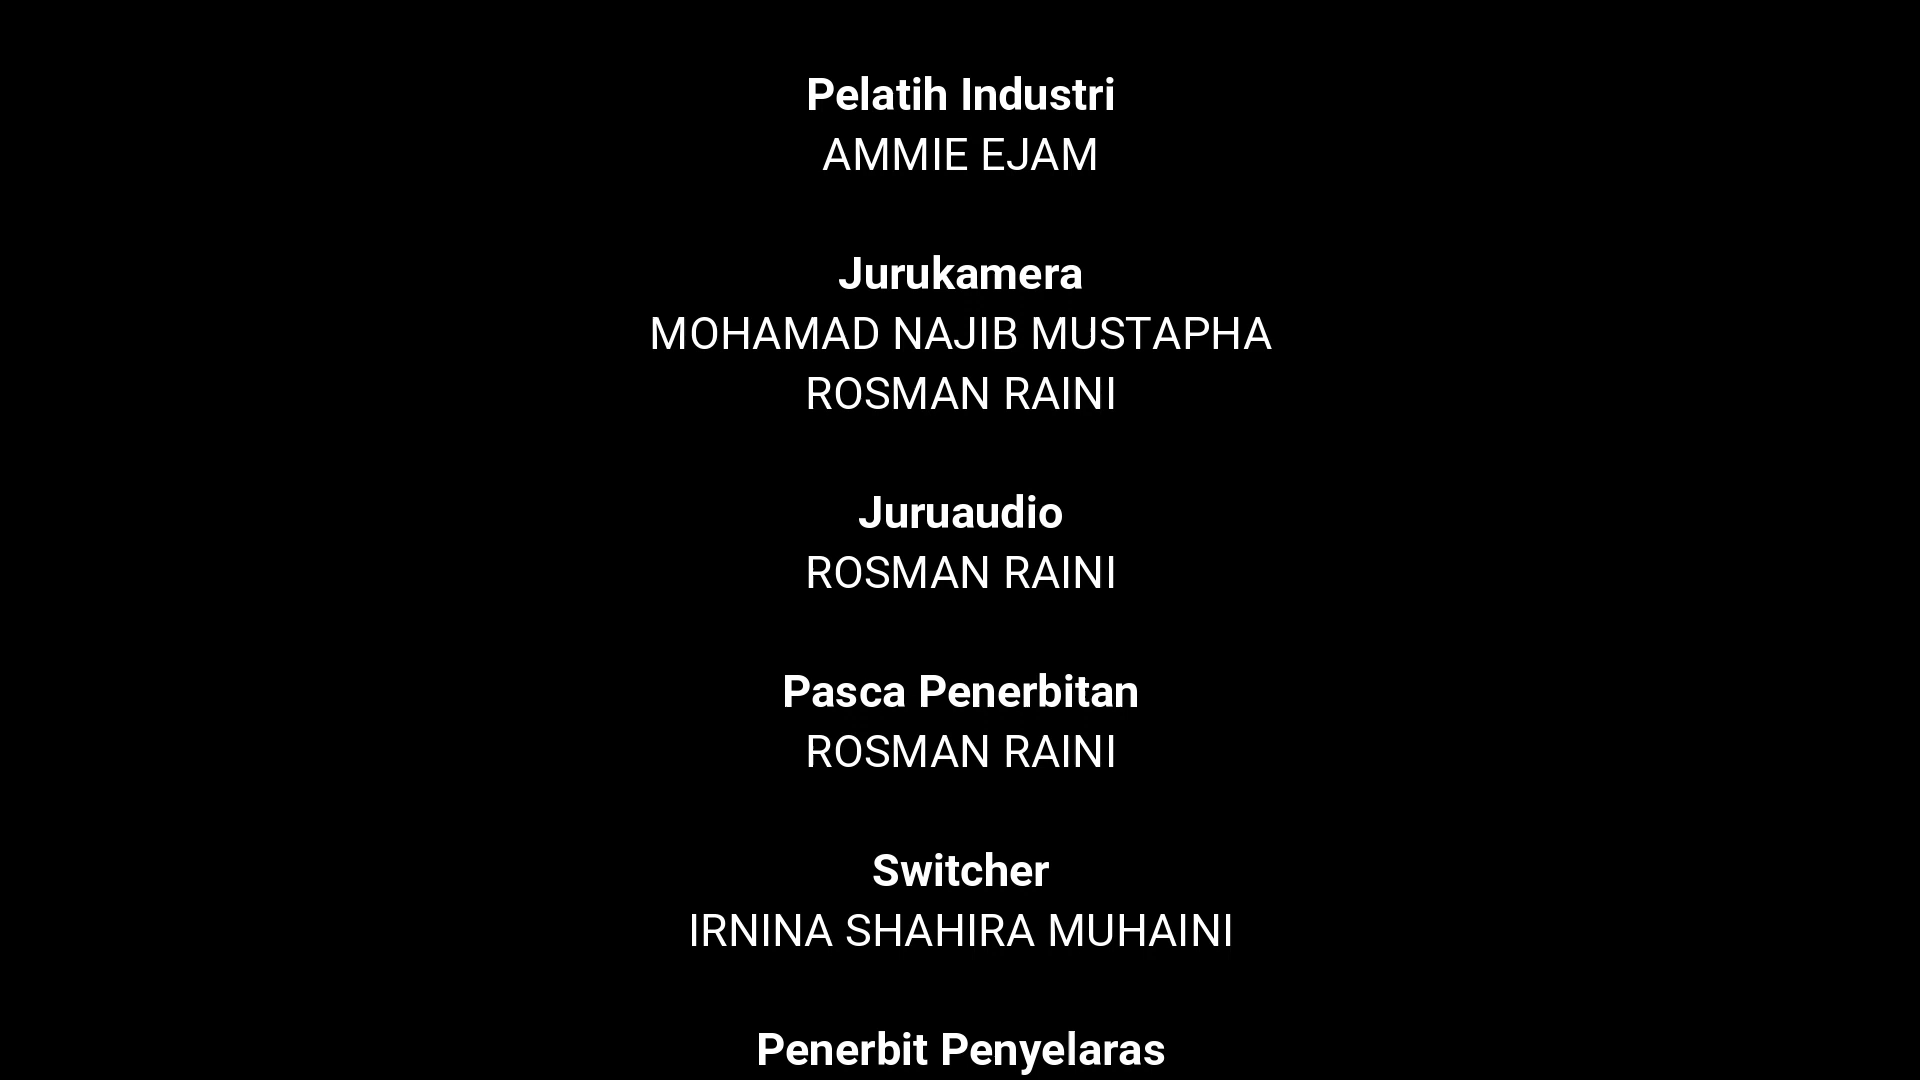 Pelatih Industri
AMMIE EJAM
Jurukamera
MOHAMAD NAJIB MUSTAPHA
ROSMAN RAINI
Juruaudio
ROSMAN RAINI
Pasca Penerbitan
ROSMAN RAINI
Switcher
IRNINA SHAHIRA MUHAINI
Penerbit Penyelaras